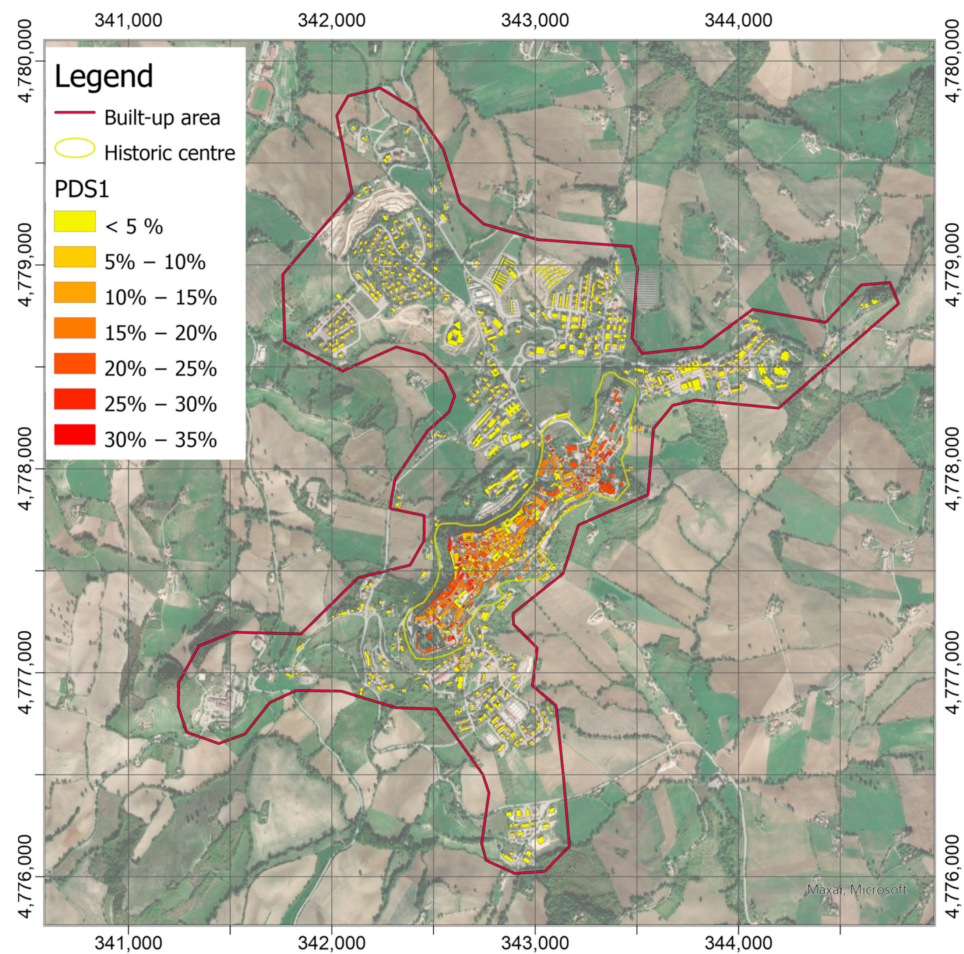 341,000
342,000
343,000
344,000
4,780,000
4,780,000
Legend
Built-up area
Historic centre
PDS1
< 5 %
5% – 10%
10% – 15%
15% – 20%
20% – 25%
25% – 30%
30% – 35%
4,779,000
4,779,000
4,778,000
4,778,000
4,777,000
4,777,000
4,776,000
4,776,000
Maxar, Microsoft
341,000
342,000
343,000
344,000